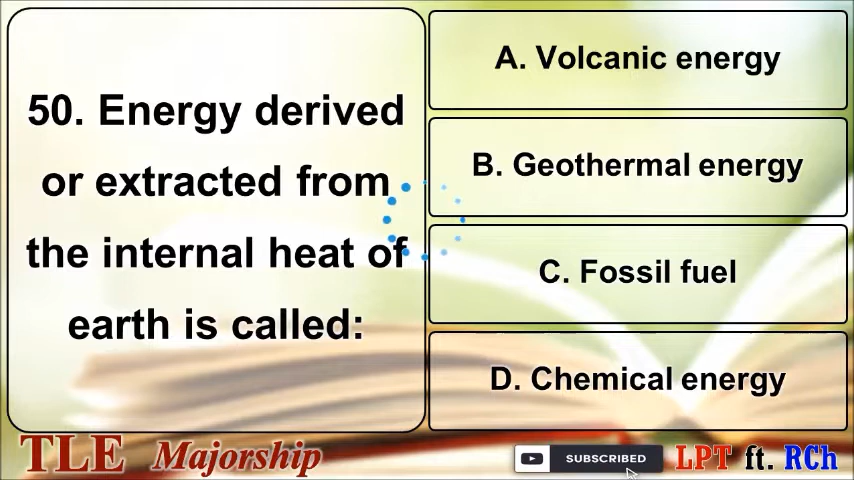 50. Energy derived
or extracted from
the internal heat of
earth is called:
A. Volcanic energy
B. Geothermal energy
C. Fossil fuel
D. Chemical energy
TLE Majorship
SUBSCRIBED
LPT ft. RCh